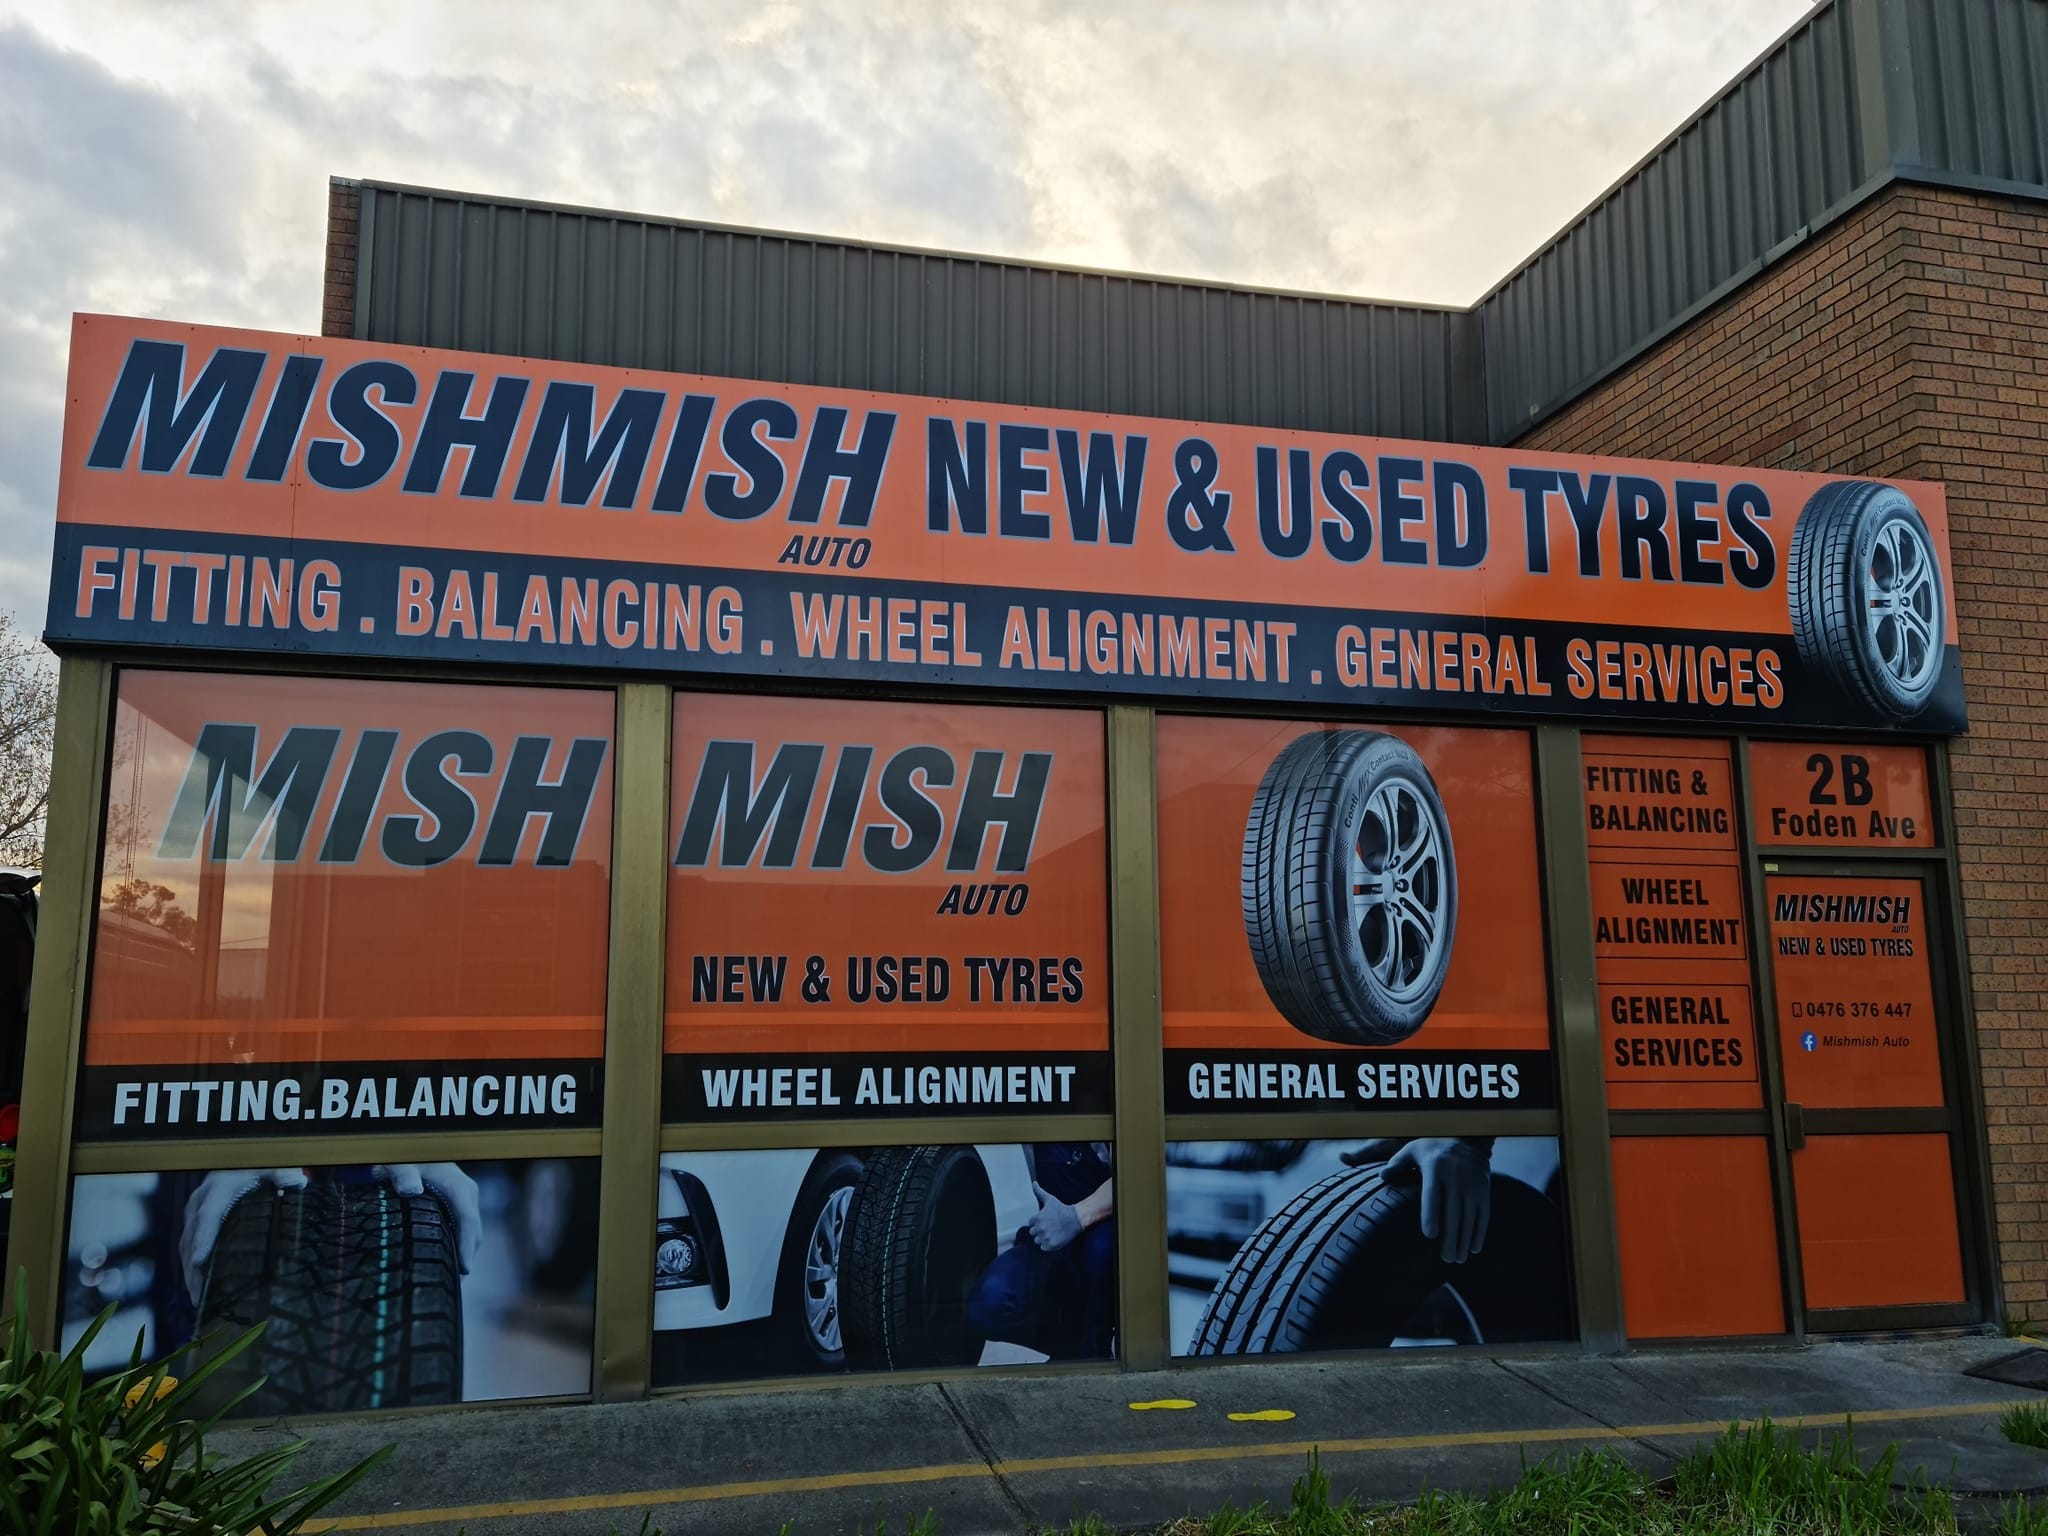 MISHMISH NEW & USED TYRES
AUTO
FITTING . BALANCING . WHEEL ALIGNMENT . GENERAL SERVICES
MISH
FITTING.BALANCING
MISH
AUTO
NEW & USED TYRES
WHEEL ALIGNMENT
GENERAL SERVICES
FITTING &
BALANCING
WHEEL
ALIGNMENT
GENERAL
SERVICES
2B
Foden Ave
MISHMISH
AUTO
NEW & USED TYRES
0476 376 447
Mishmish Auto